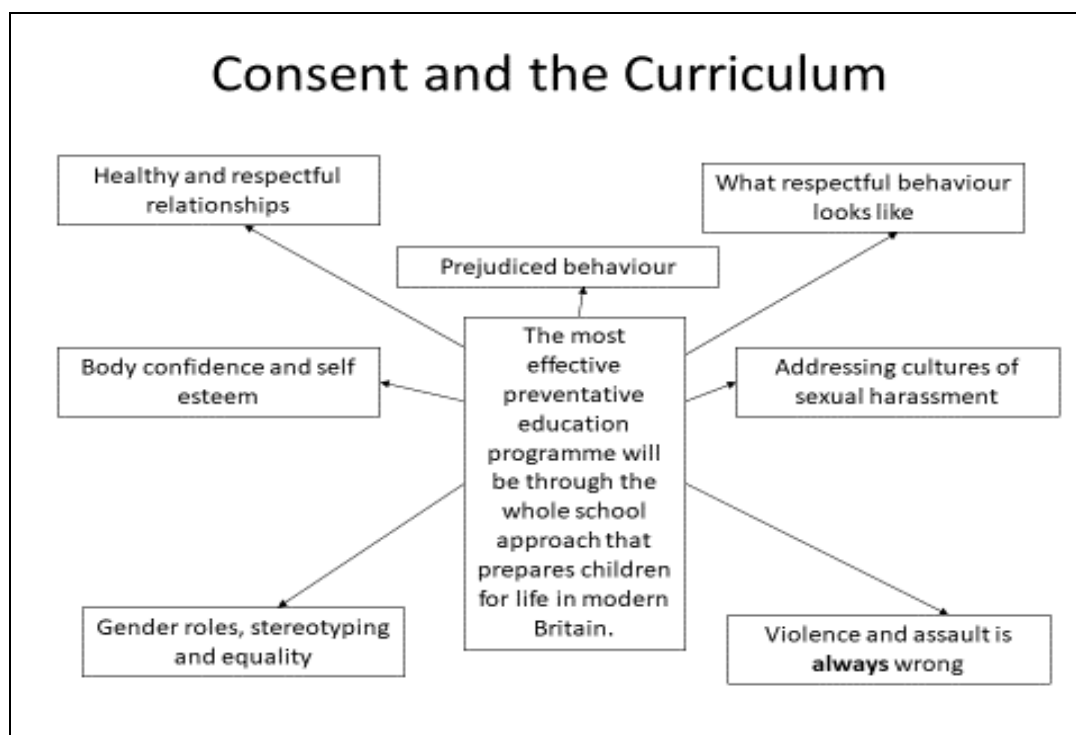 Consent and the Curriculum
Healthy and respectful
relationships
What respectful behaviour
looks like
Prejudiced behaviour
The most
effective
preventative
education
programme will
be through the
whole school
approach that
prepares children
for life in modern
Britain.
Body confidence and self
esteem
Addressing cultures of
sexual harassment
Gender roles, stereotyping
and equality
Violence and assault is
always wrong